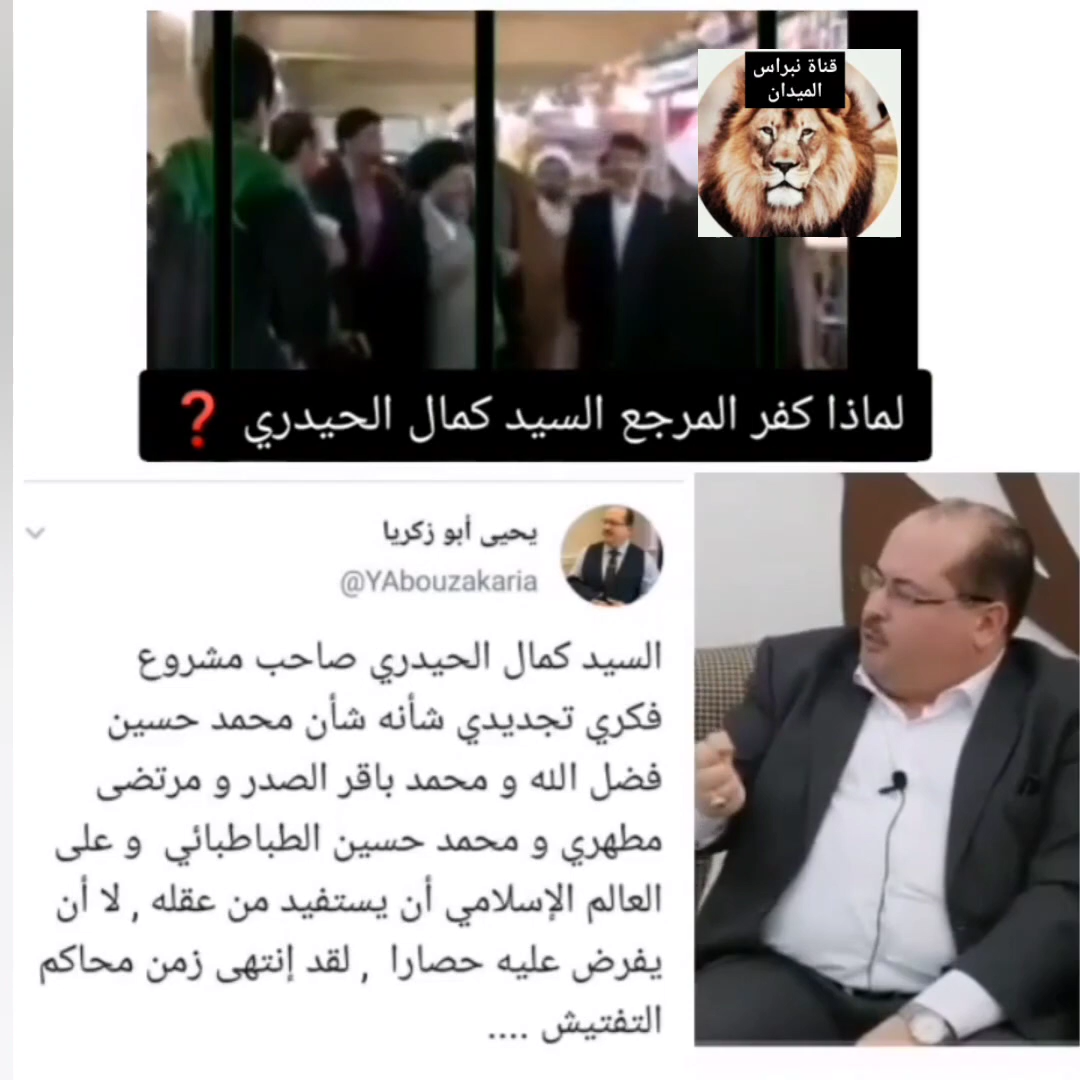 قناة نبراس
الميدان
لماذا كفر المرجع السيد كمال الحيدري ❓
يحيى أبو زكريا
@YAbouzakaria
السيد كمال الحيدري صاحب مشروع
فكري تجديدي شأنه شأن محمد حسين
فضل الله و محمد باقر الصدر و مرتضى
مطهري و محمد حسين الطباطبائي و على
العالم الإسلامي أن يستفيد من عقله , لا أن
يفرض عليه حصارا , لقد إنتهى زمن محاكم
التفتيش ....